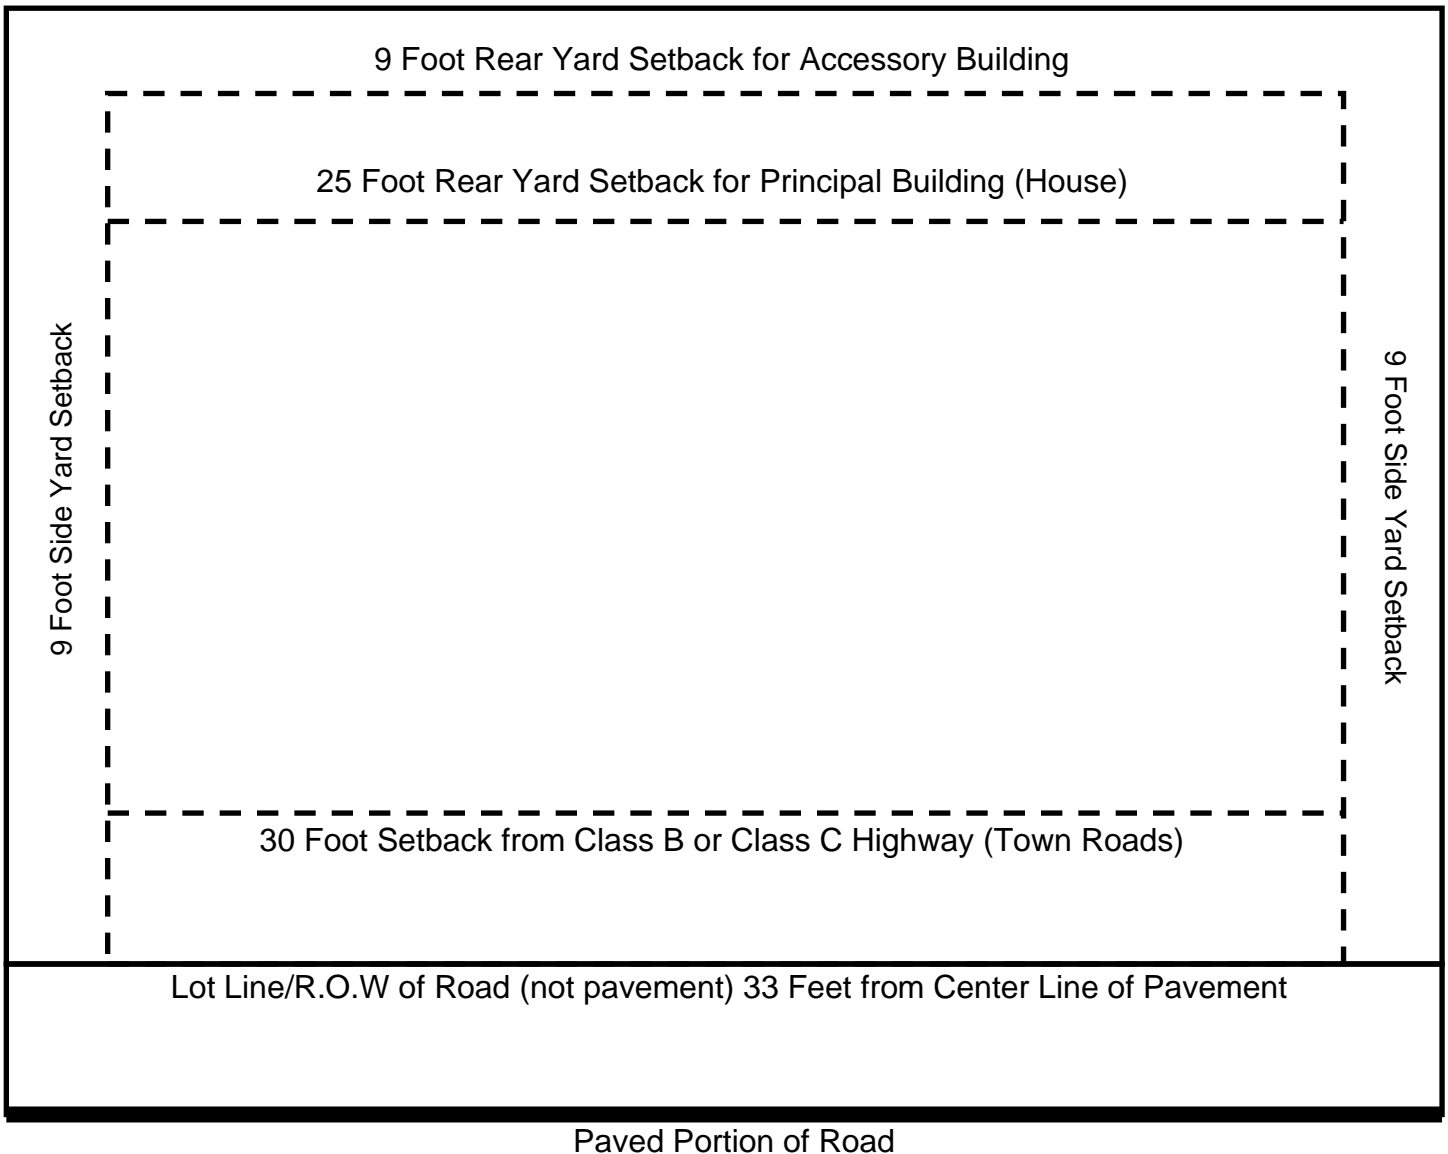 9 Foot Rear Yard Setback for Accessory Building
25 Foot Rear Yard Setback for Principal Building (House)
9 Foot Side Yard Setback
9 Foot Side Yard Setback
30 Foot Setback from Class B or Class C Highway (Town Roads)
Lot Line/R.O.W of Road (not pavement) 33 Feet from Center Line of Pavement
Paved Portion of Road